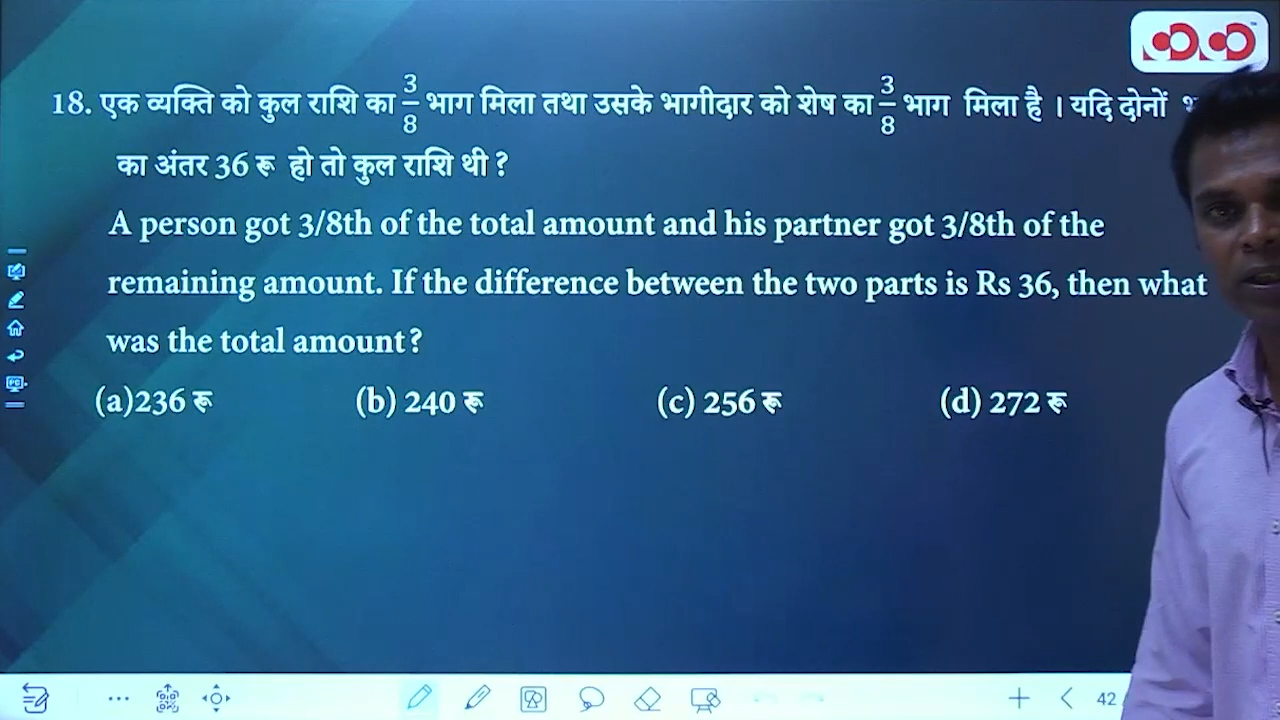 18. एक व्यक्ति को कुल राशि का 3/8 भाग मिला तथा उसके भागीदार को शेष का 3/8 भाग मिला है । यदि दोनों
का अंतर 36 रू हो तो कुल राशि थी ?
A person got 3/8th of the total amount and his partner got 3/8th of the
remaining amount. If the difference between the two parts is Rs 36, then what
was the total amount?
(a)236 रू (b) 240 रू (c) 256 रू (d) 272 रू
42